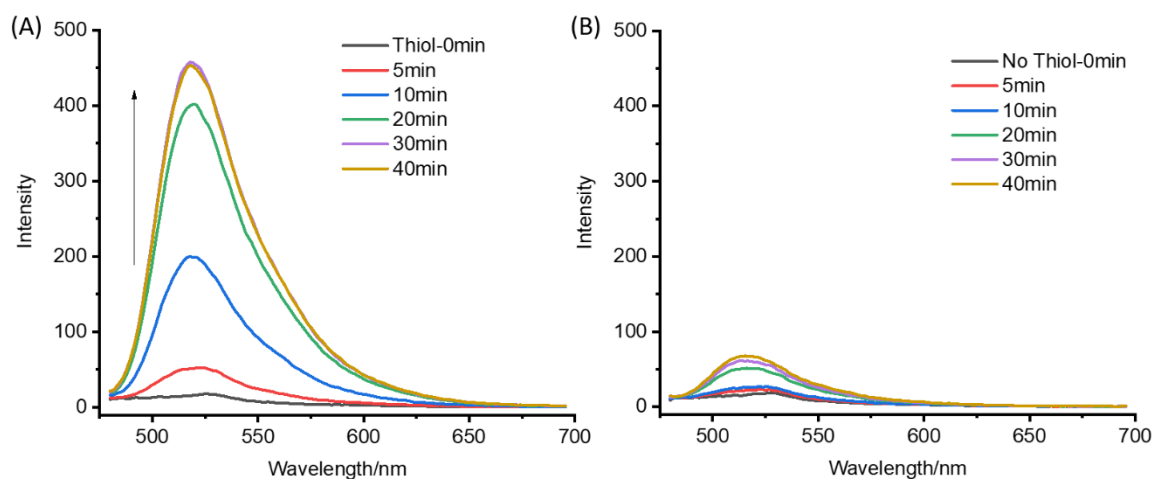 (A)
500
400
300
200
100
0
Intensity
Thiol-0min
5min
10min
20min
30min
40min
500 550 600 650 700
Wavelength/nm
(B)
500
400
300
200
100
0
Intensity
No Thiol-0min
5min
10min
20min
30min
40min
500 550 600 650 700
Wavelength/nm